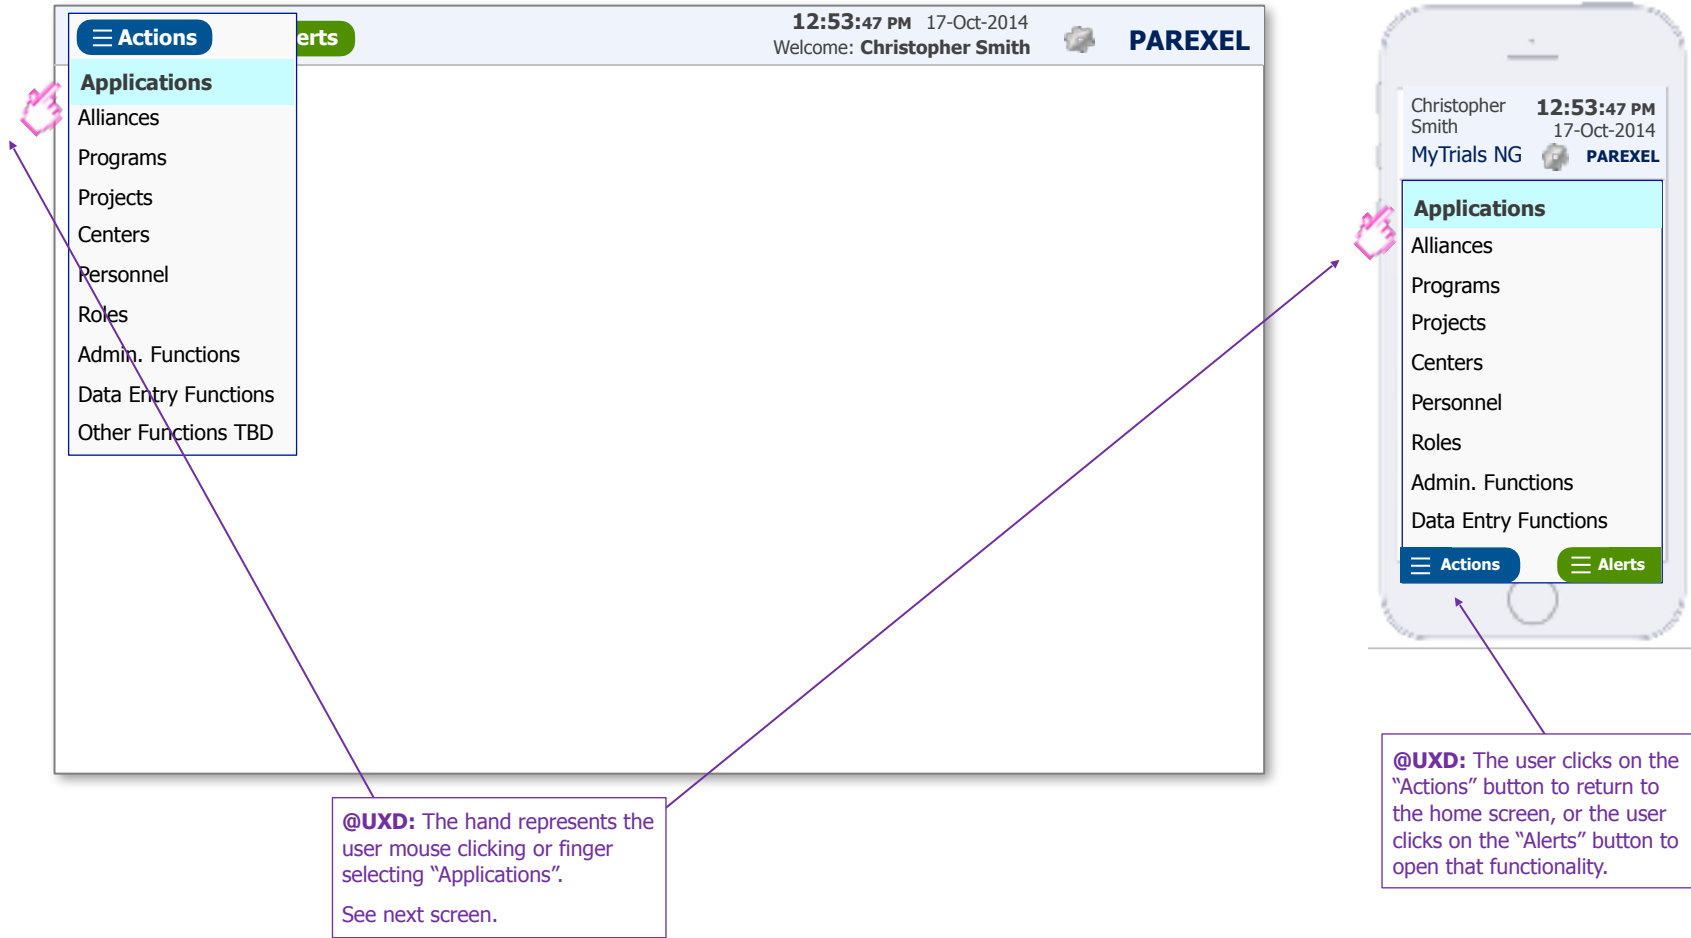 Actions
erts
12:53:47 PM 17-Oct-2014
Welcome: Christopher Smith
PAREXEL
Applications
Alliances
Programs
Projects
Centers
Personnel
Roles
Admin. Functions
Data Entry Functions
Other Functions TBD
Christopher
Smith
12:53:47 PM
17-Oct-2014
MyTrials NG
PAREXEL
Applications
Alliances
Programs
Projects
Centers
Personnel
Roles
Admin. Functions
Data Entry Functions
Actions
Alerts
@UXD: The hand represents the
user mouse clicking or finger
selecting “Applications”.
See next screen.
@UXD: The user clicks on the
“Actions” button to return to
the home screen, or the user
clicks on the “Alerts” button to
open that functionality.